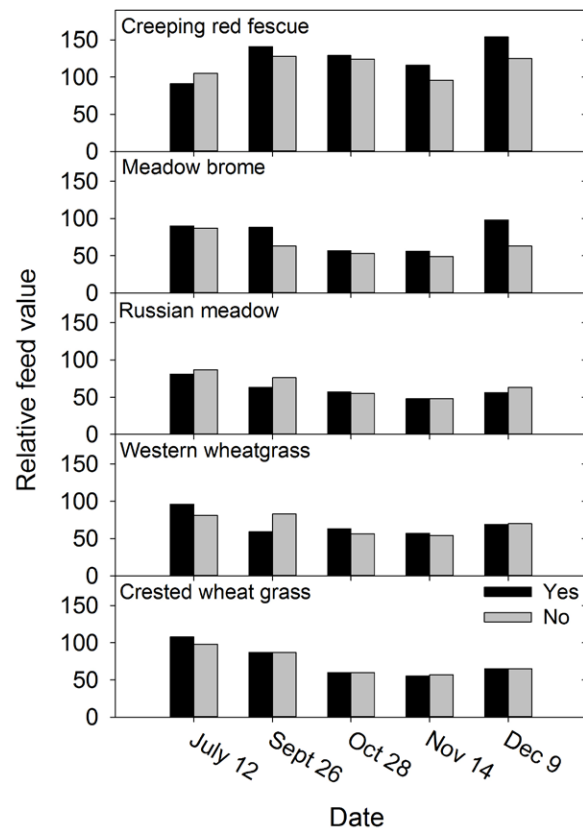 Creeping red fescue
150
100
50
0
Meadow brome
150
100
50
0
Russian meadow
150
100
50
0
Western wheatgrass
150
100
50
0
Crested wheat grass
Yes
No
150
100
50
0
July 12
Sept 26
Oct 28
Nov 14
Dec 9
Relative feed value
Date